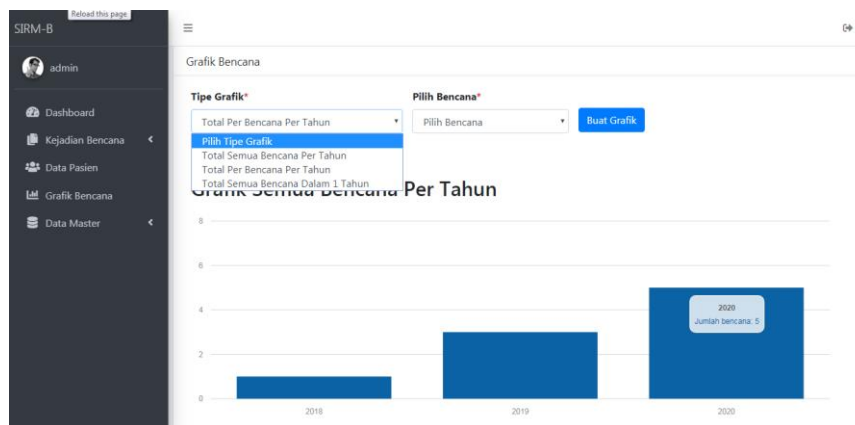 Reload this page
SIRM-B
admin
Dashboard
Kejadian Bencana
Data Pasien
Grafik Bencana
Data Master
Grafik Bencana
Tipe Grafik*
Pilih Bencana*
Total Per Bencana Per Tahun
Pilih Bencana
Buat Grafik
Pilih Tipe Grafik
Total Semua Bencana Per Tahun
Total Per Bencana Per Tahun
Total Semua Bencana Dalam 1 Tahun
Grafik Semua Bencana Per Tahun
8
6
4
2
0
2020
Jumlah bencana: 5
2018
2019
2020